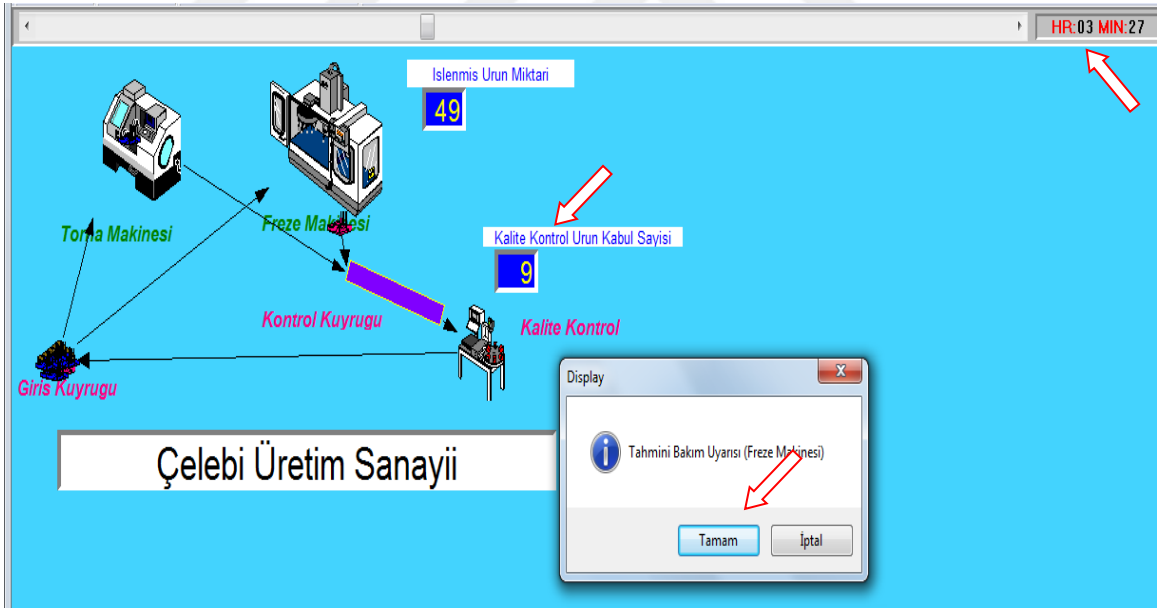 HR:03 MIN:27
Islenmis Urun Miktari
49
Torna Makinesi
Freze Makinesi
Kalite Kontrol Urun Kabul Sayisi
9
Kontrol Kuyrugu
Kalite Kontrol
Giris Kuyrugu
Çelebi Üretim Sanayii
Display
Tahmini Bakım Uyarısı (Freze Makinesi)
Tamam
İptal